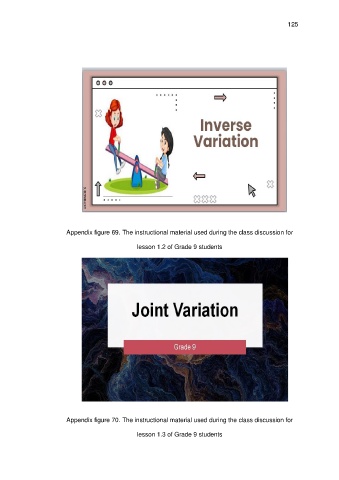 125
Inverse
Variation
Appendix figure 69. The instructional material used during the class discussion for
lesson 1.2 of Grade 9 students
Joint Variation
Grade 9
Appendix figure 70. The instructional material used during the class discussion for
lesson 1.3 of Grade 9 students